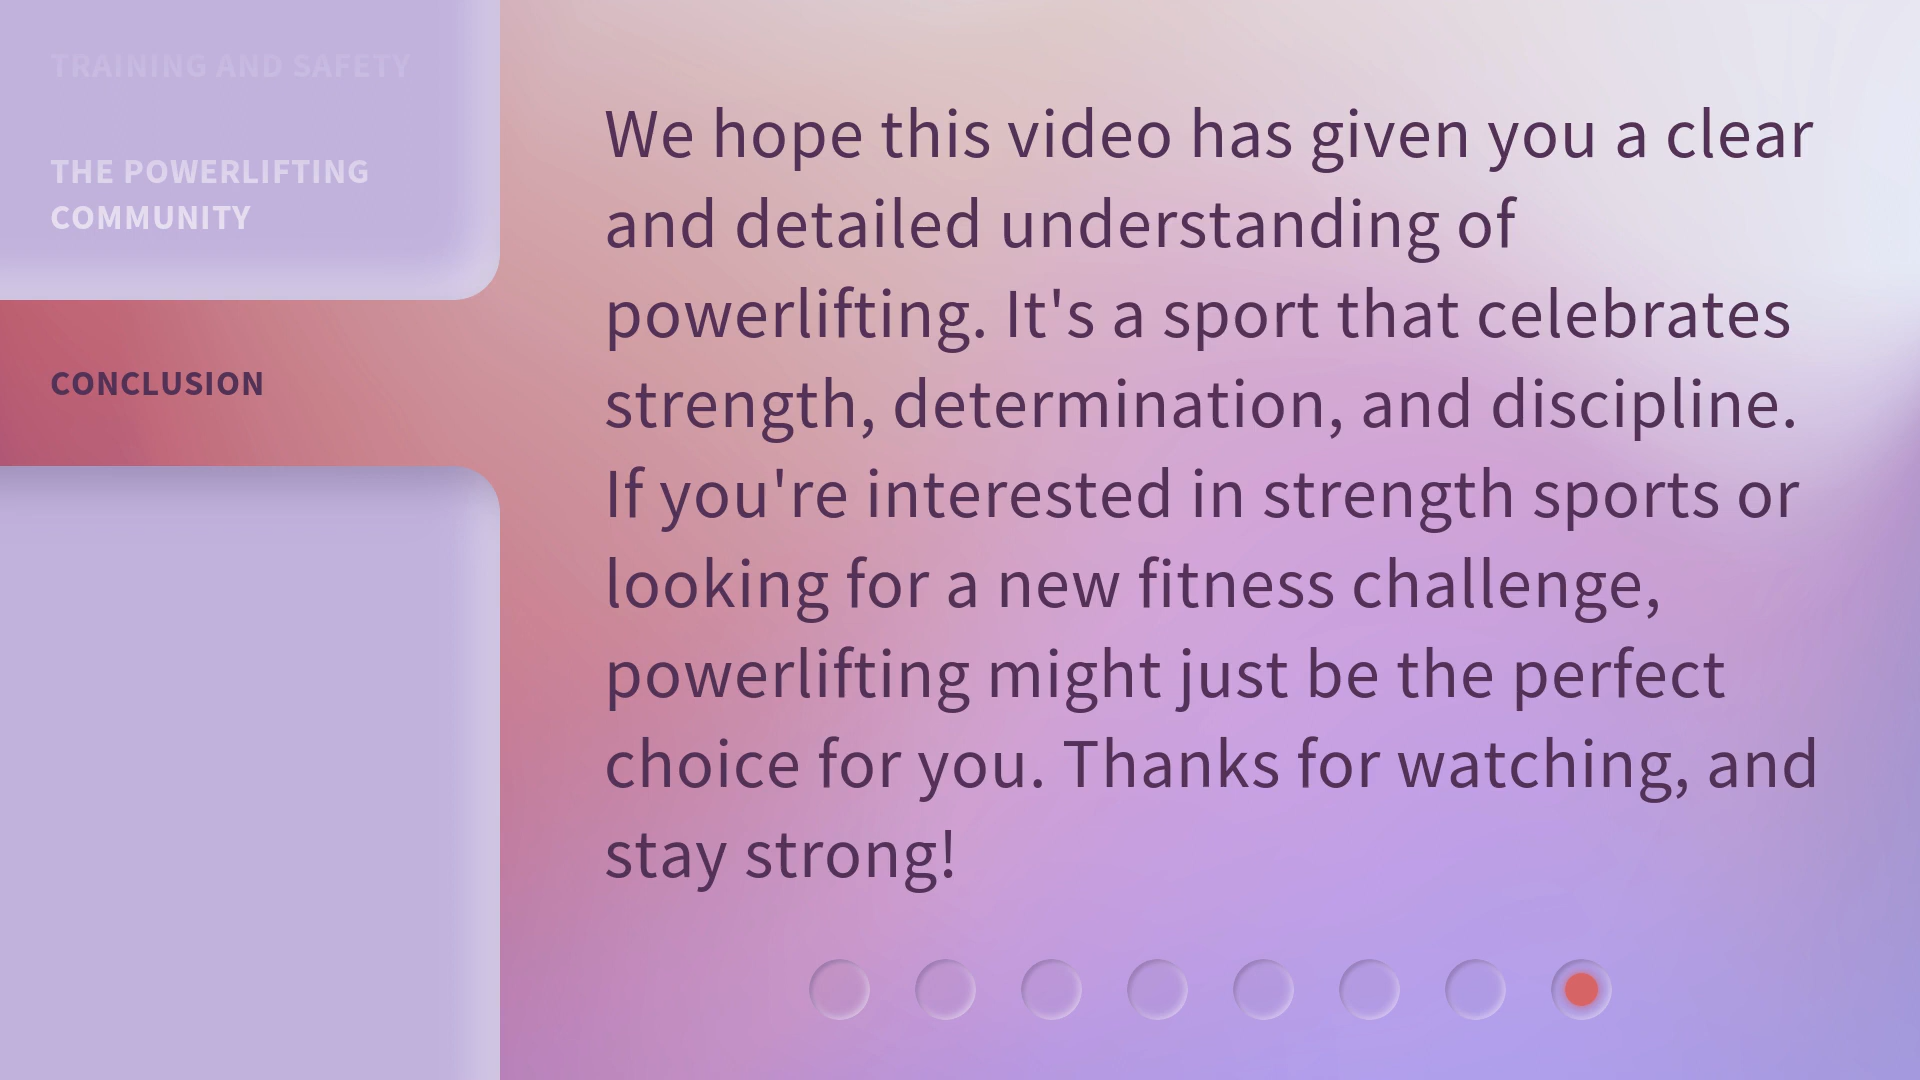 TRAINING AND SAFETY
THE POWERLIFTING
COMMUNITY
CONCLUSION
We hope this video has given you a clear
and detailed understanding of
powerlifting. It's a sport that celebrates
strength, determination, and discipline.
If you're interested in strength sports or
looking for a new fitness challenge,
powerlifting might just be the perfect
choice for you. Thanks for watching, and
stay strong!